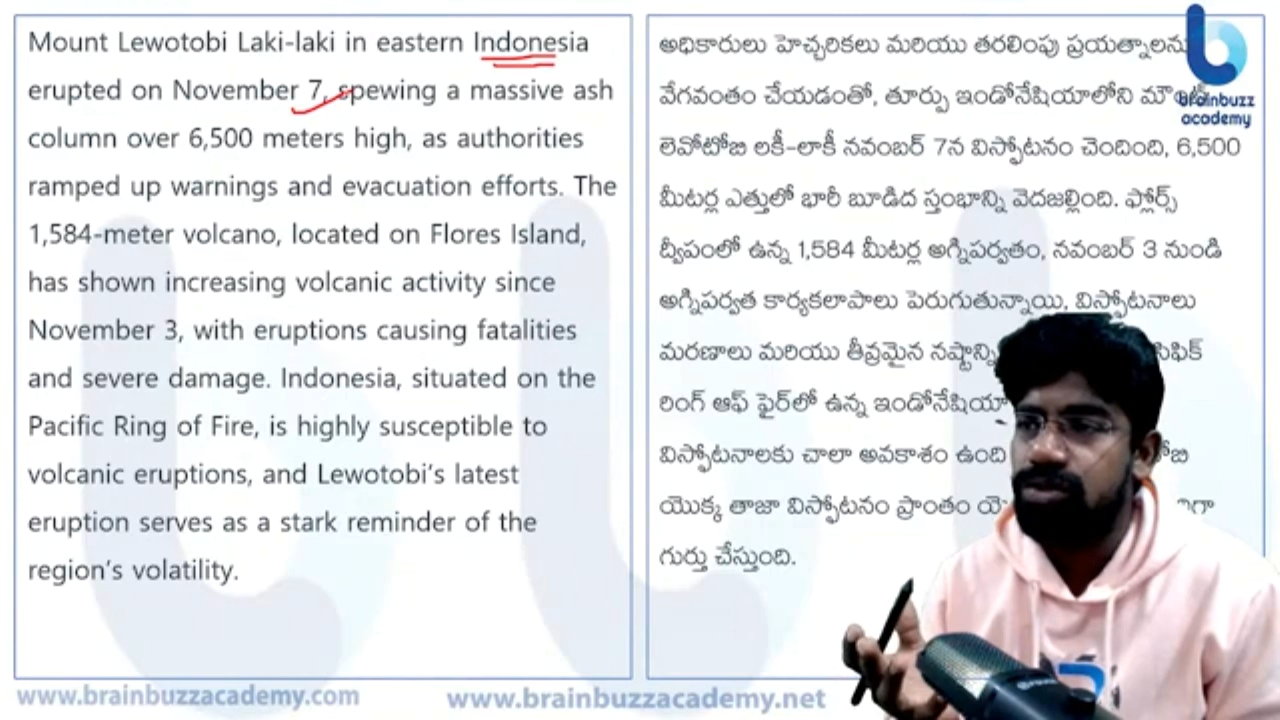 Mount Lewotobi Laki-laki in eastern Indonesia
erupted on November 7, spewing a massive ash
column over 6,500 meters high, as authorities
ramped up warnings and evacuation efforts. The
1,584-meter volcano, located on Flores Island,
has shown increasing volcanic activity since
November 3, with eruptions causing fatalities
and severe damage. Indonesia, situated on the
Pacific Ring of Fire, is highly susceptible to
volcanic eruptions, and Lewotobi's latest
eruption serves as a stark reminder of the
region's volatility.
అధికారులు హెచ్చరికలు మరియు తరలింపు ప్రయత్నాలను
వేగవంతం చేయడంతో, తూర్పు ఇండోనేషియాలోని మౌంట్
లెవోటోబి లకీ-లాకీ నవంబర్ 7న విస్ఫోటనం చెందింది, 6,500
మీటర్ల ఎత్తులో భారీ బూడిద స్తంభాన్ని వెదజల్లింది. ఫ్లోర్స్
ద్వీపంలో ఉన్న 1,584 మీటర్ల అగ్నిపర్వతం, నవంబర్ 3 నుండి
అగ్నిపర్వత కార్యకలాపాలు పెరుగుతున్నాయి, విస్ఫోటనాలు
మరణాలు మరియు తీవ్రమైన నష్టాన్ని
రింగ్ ఆఫ్ ఫైర్‌లో ఉన్న ఇండోనేషియా
విస్ఫోటనాలకు చాలా అవకాశం ఉంది
యొక్క తాజా విస్ఫోటనం ప్రాంతం
గుర్తు చేస్తుంది.
brainbuzz
academy
www.brainbuzzacademy.com
www.brainbuzzacademy.net